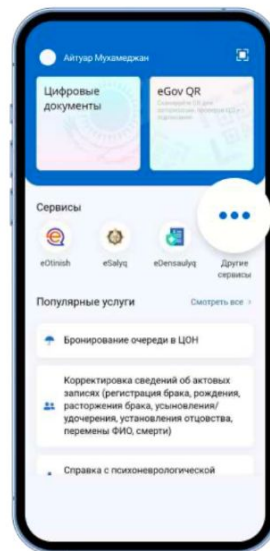 Айтуар Мухамеджан
Цифровые
документы
eGov QR
Сервисы
eOtinish
eSalyq
eDensaulyq
Другие
сервисы
Популярные услуги
Смотреть все >
Бронирование очереди в ЦОН
Корректировка сведений об актовых
записях (регистрация брака, рождения,
расторжения брака, усыновления/
удочерения, установления отцовства,
перемены ФИО, смерти)
Справка с психоневрологической